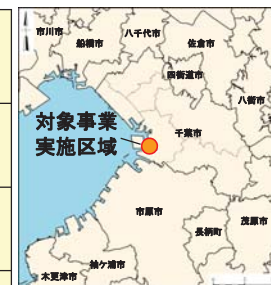 市川市
船橋市
八千代市
佐倉市
四街道市
八街市
対象事業
実施区域
千葉市
市原市
長柄町
茂原市
袖ケ浦市
木更津市